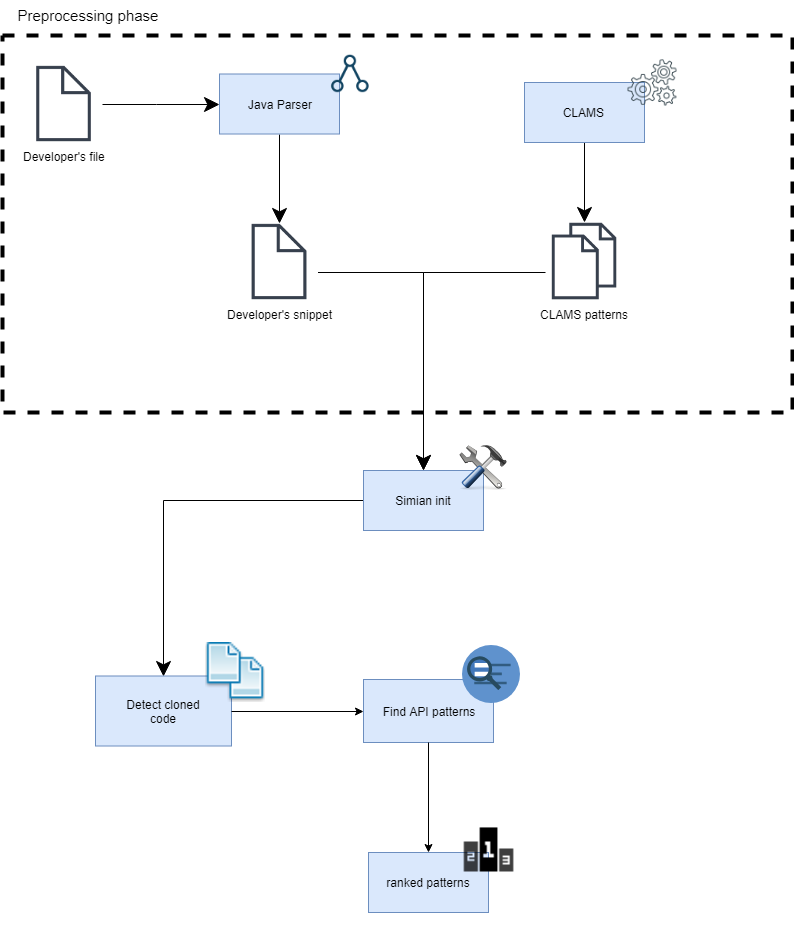 Preprocessing phase
Java Parser
CLAMS
Developer's file
Developer's snippet
CLAMS patterns
Simian init
Detect cloned
code
Find API patterns
2
1
3
ranked patterns